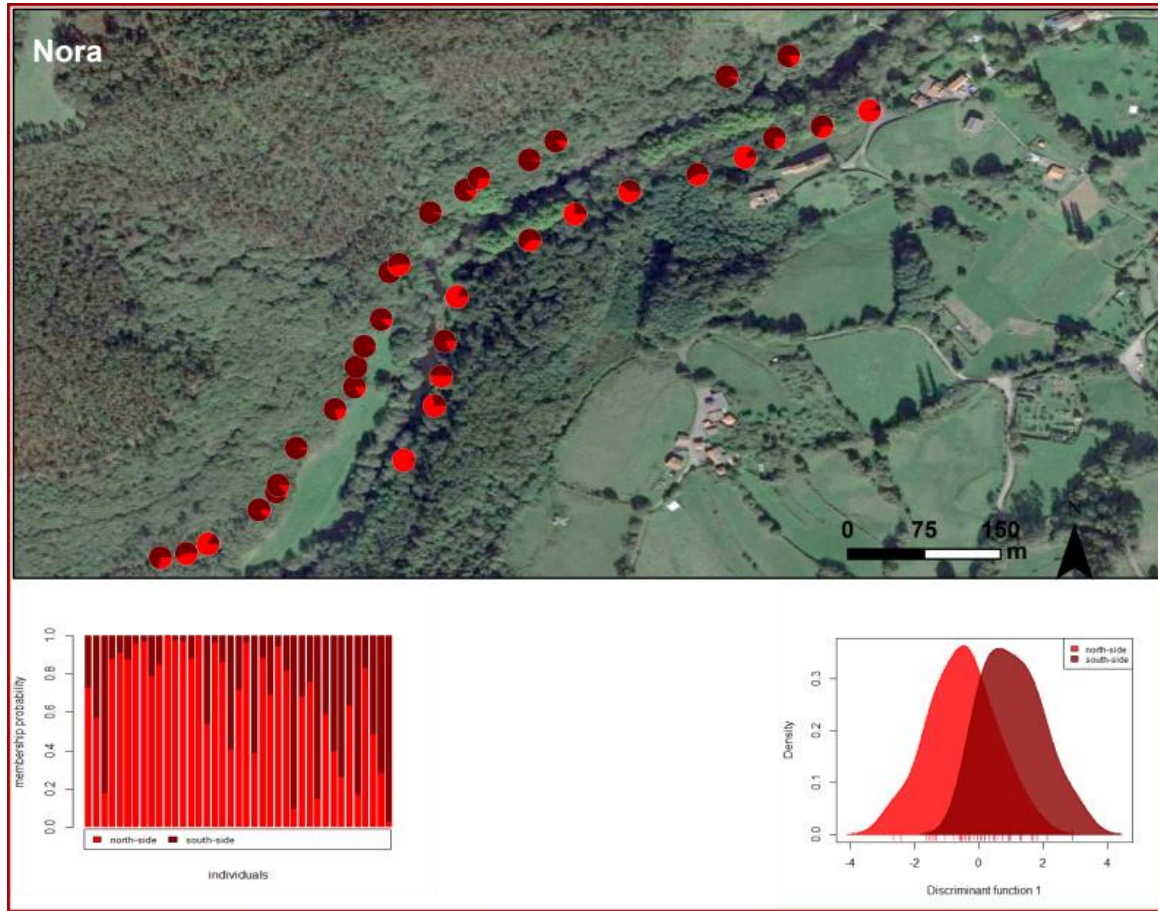 Nora
N
0 75 150
m
1.0
0.8
0.6
0.4
0.2
0.0
membership probability
north-side south-side
individuals
north-side
south-side
0.3
0.2
0.1
0.0
Density
-4 -2 0 2 4
Discriminant function 1